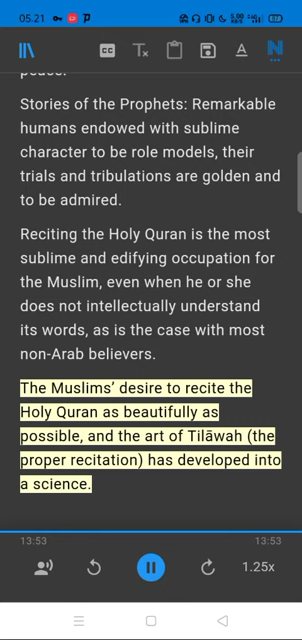 05.21
CC
peace.
Stories of the Prophets: Remarkable
humans endowed with sublime
character to be role models, their
trials and tribulations are golden and
to be admired.
Reciting the Holy Quran is the most
sublime and edifying occupation for
the Muslim, even when he or she
does not intellectually understand
its words, as is the case with most
non-Arab believers.
The Muslims’ desire to recite the
Holy Quran as beautifully as
possible, and the art of Tilāwah (the
proper recitation) has developed into
a science.
13:53 13:53
1.25x